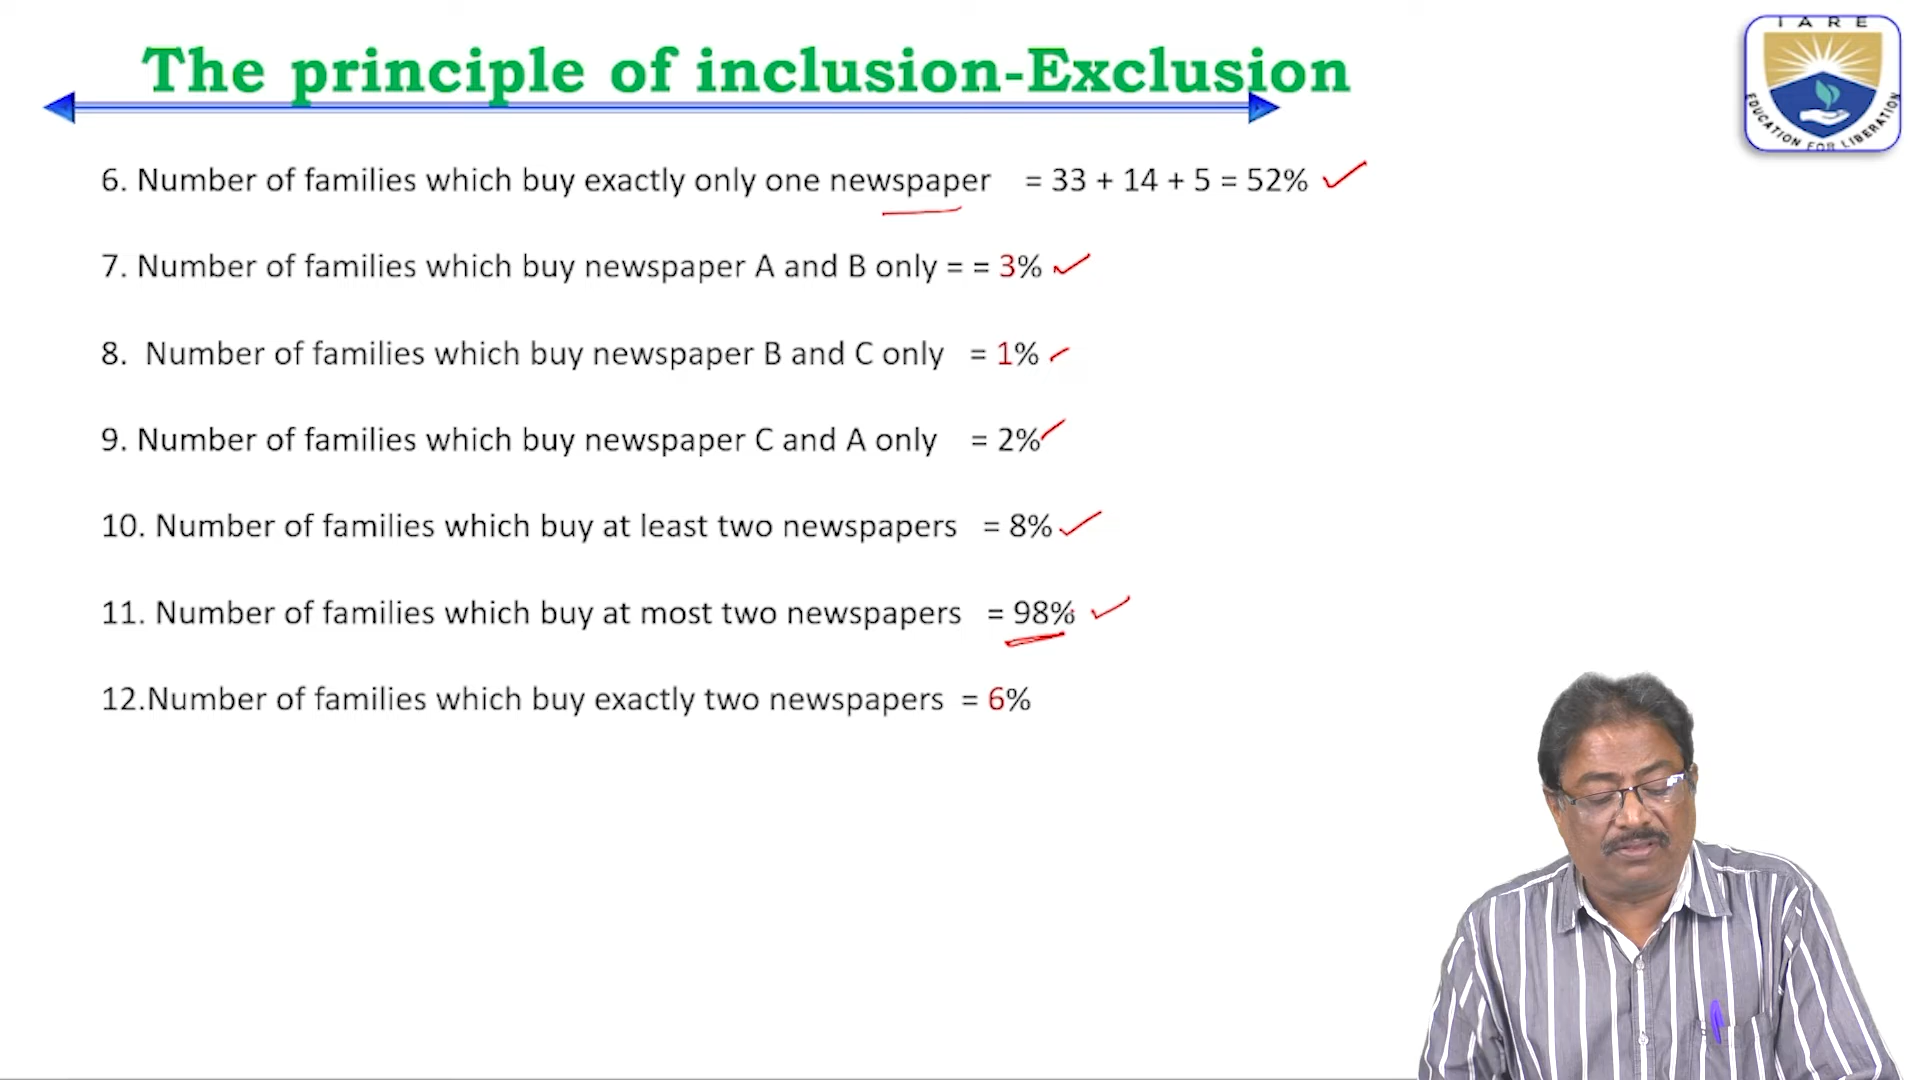 The principle of inclusion-Exclusion
I A R E
EDUCATION FOR LIBERATION
6. Number of families which buy exactly only one newspaper = 33 + 14 + 5 = 52%
7. Number of families which buy newspaper A and B only = = 3%
8. Number of families which buy newspaper B and C only = 1%
9. Number of families which buy newspaper C and A only = 2%
10. Number of families which buy at least two newspapers = 8%
11. Number of families which buy at most two newspapers = 98%
12.Number of families which buy exactly two newspapers = 6%